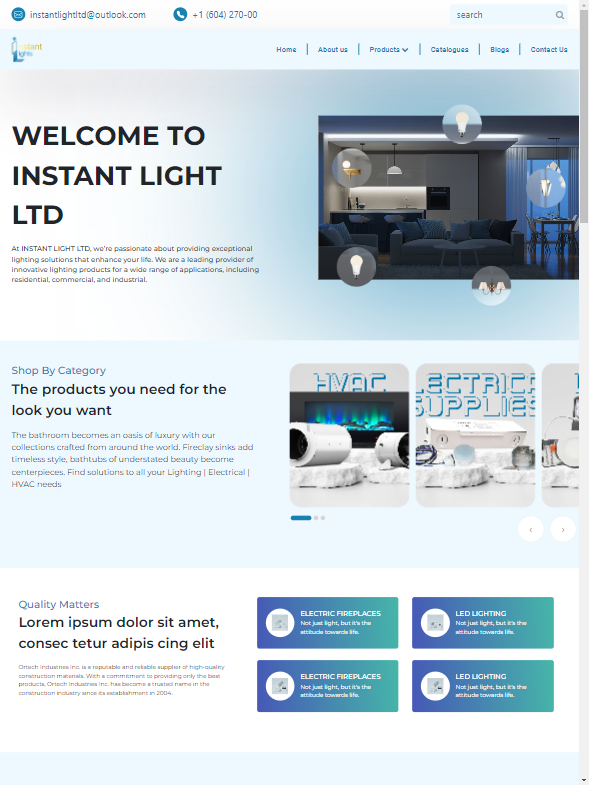 instantlightltd@outlook.com
+1 (604) 270-00
search
Instant
Lights
Home
About us
Products
Catalogues
Blogs
Contact Us
WELCOME TO
INSTANT LIGHT
LTD
At INSTANT LIGHT LTD, we're passionate about providing exceptional
lighting solutions that enhance your life. We are a leading provider of
innovative lighting products for a wide range of applications, including
residential, commercial, and industrial.
Shop By Category
The products you need for the
look you want
The bathroom becomes an oasis of luxury with our
collections crafted from around the world. Fireclay sinks add
timeless style, bathtubs of understated beauty become
centerpieces. Find solutions to all your Lighting | Electrical |
HVAC needs
HVAC
ELECTRICA
SUPPLIES
Quality Matters
Lorem ipsum dolor sit amet,
consec tetur adipis cing elit
Ortech Industries Inc. is a reputable and reliable supplier of high-quality
construction materials. With a commitment to providing only the best
products, Ortech Industries Inc. has become a trusted name in the
construction industry since its establishment in 2004.
ELECTRIC FIREPLACES
Not just light, but it's the
attitude towards life.
LED LIGHTING
Not just light, but it's the
attitude towards life.
ELECTRIC FIREPLACES
Not just light, but it's the
attitude towards life.
LED LIGHTING
Not just light, but it's the
attitude towards life.